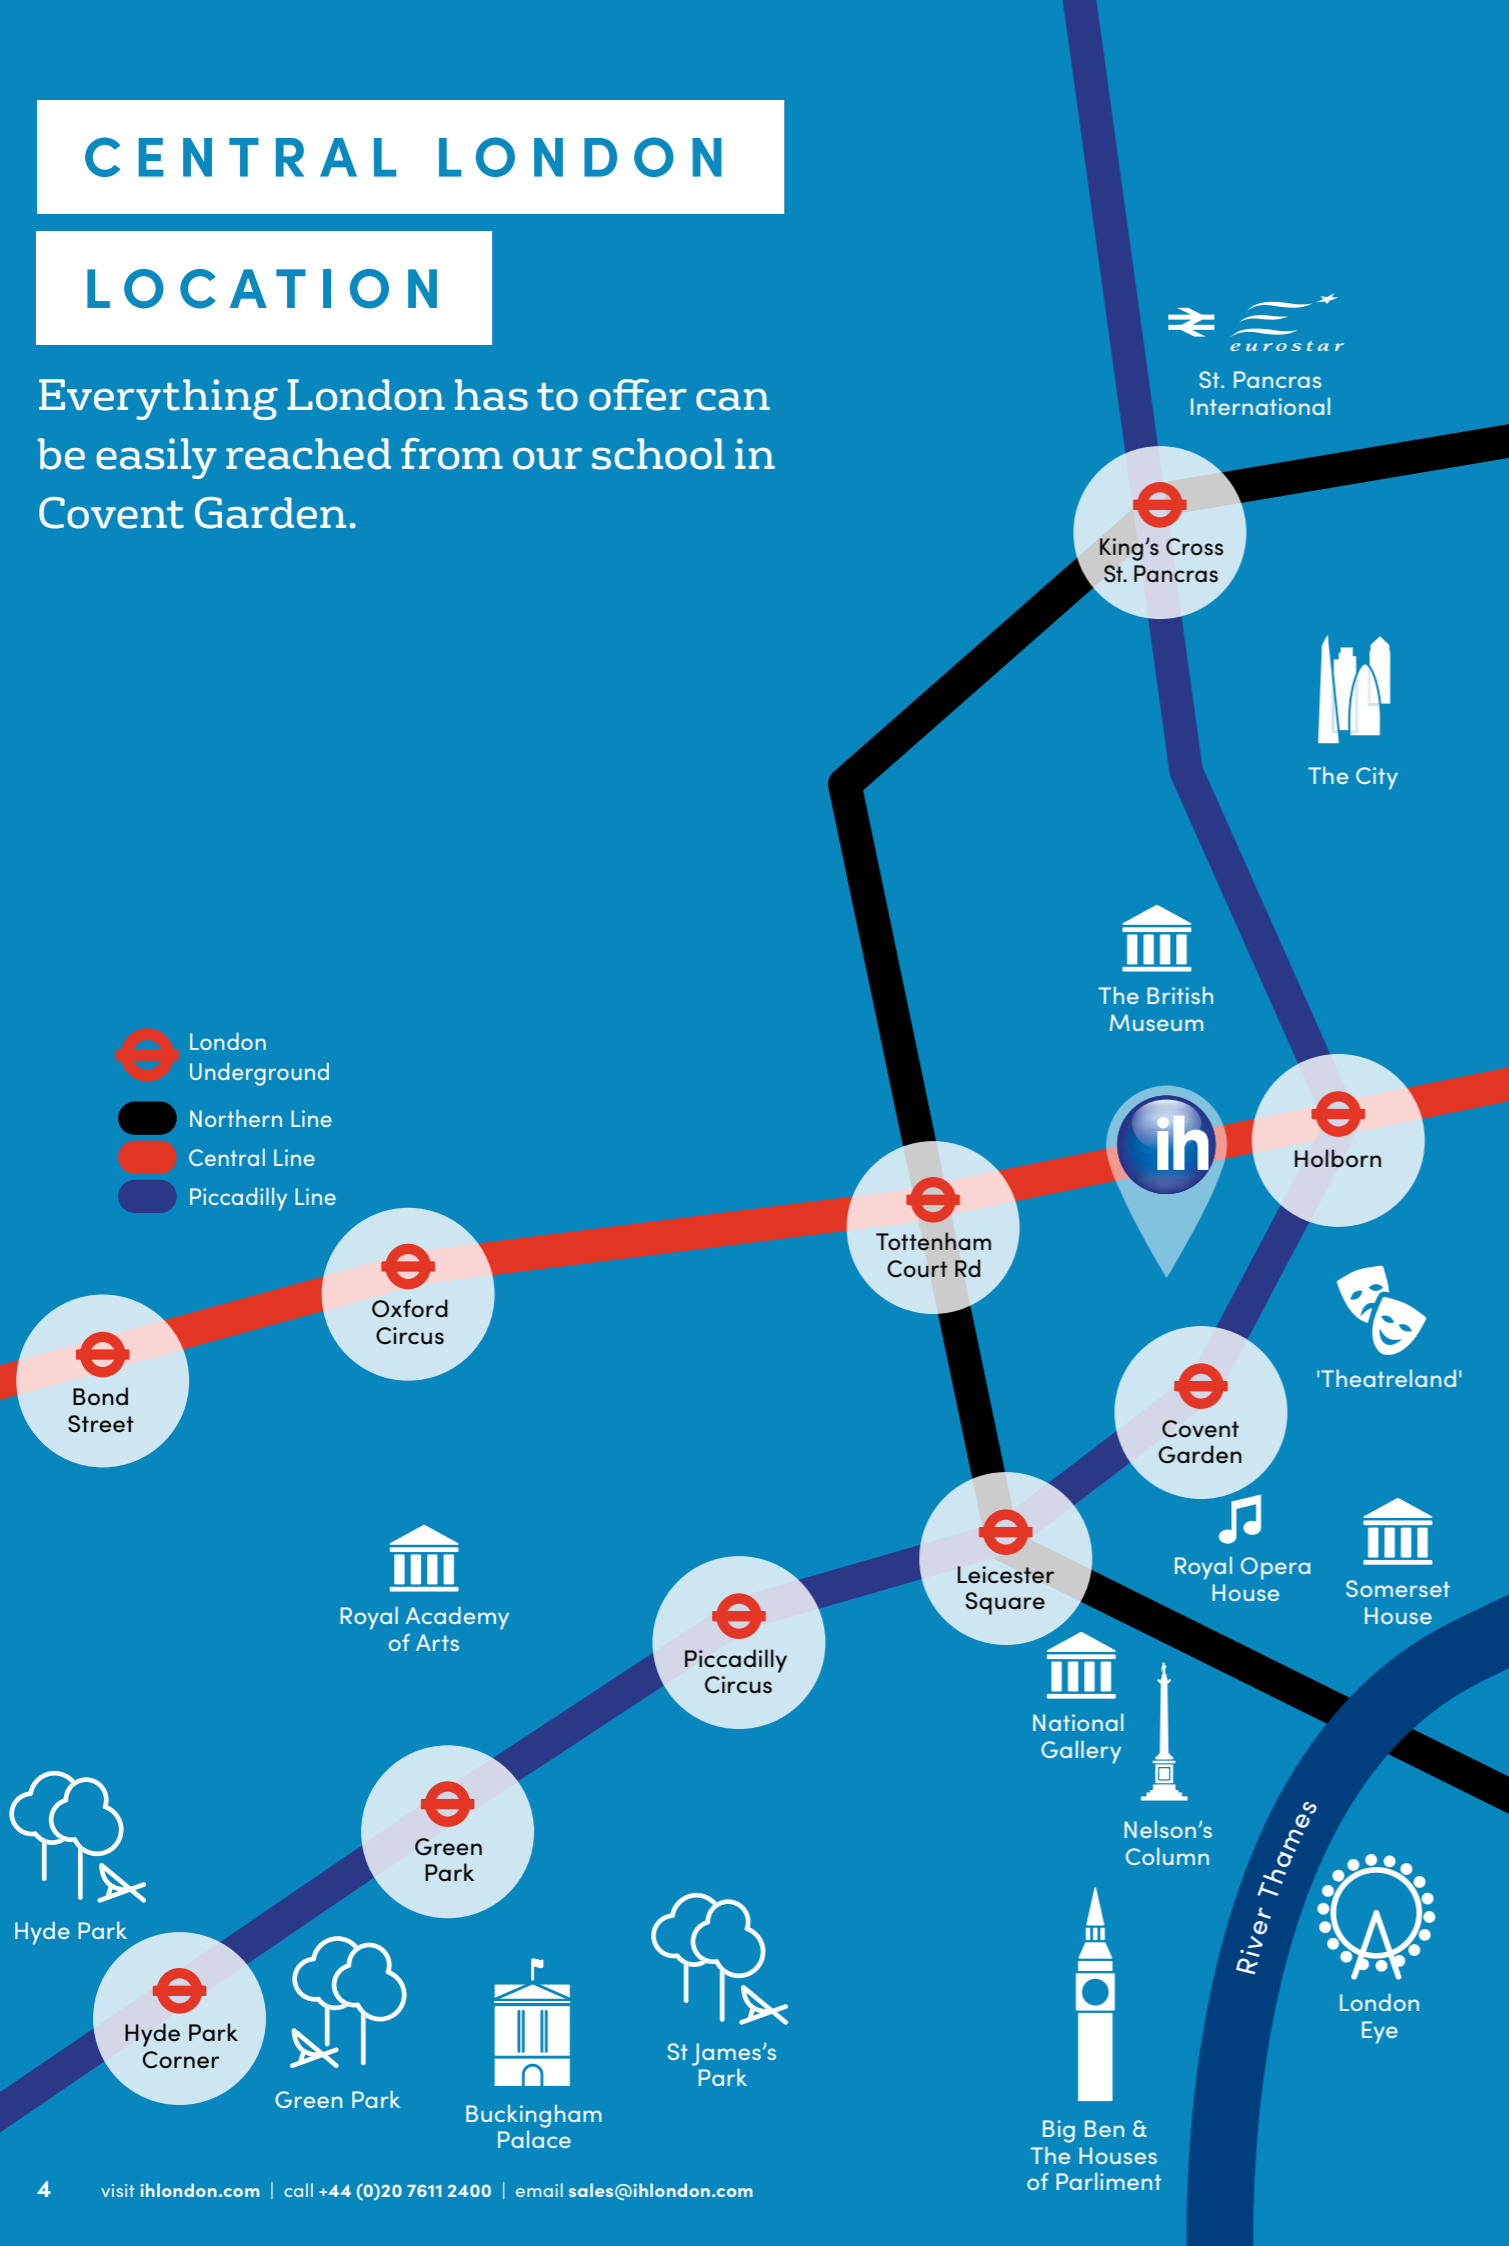 CENTRAL LONDON
LOCATION
Everything London has to offer can
be easily reached from our school in
Covent Garden.
eurostar
St. Pancras
International
King's Cross
St. Pancras
The City
The British
Museum
London
Underground
Northern Line
Central Line
Piccadilly Line
ih
Holborn
Tottenham
Court Rd
Oxford
Circus
Bond
Street
'Theatreland'
Covent
Garden
Leicester
Square
Royal Opera
House
Somerset
House
Royal Academy
of Arts
Piccadilly
Circus
National
Gallery
Nelson's
Column
Green
Park
River Thames
Hyde Park
Hyde Park
Corner
Green Park
Buckingham
Palace
St James's
Park
London
Eye
Big Ben &
The Houses
of Parliment
4 visit ihlondon.com | call +44 (0)20 7611 2400 | email sales@ihlondon.com